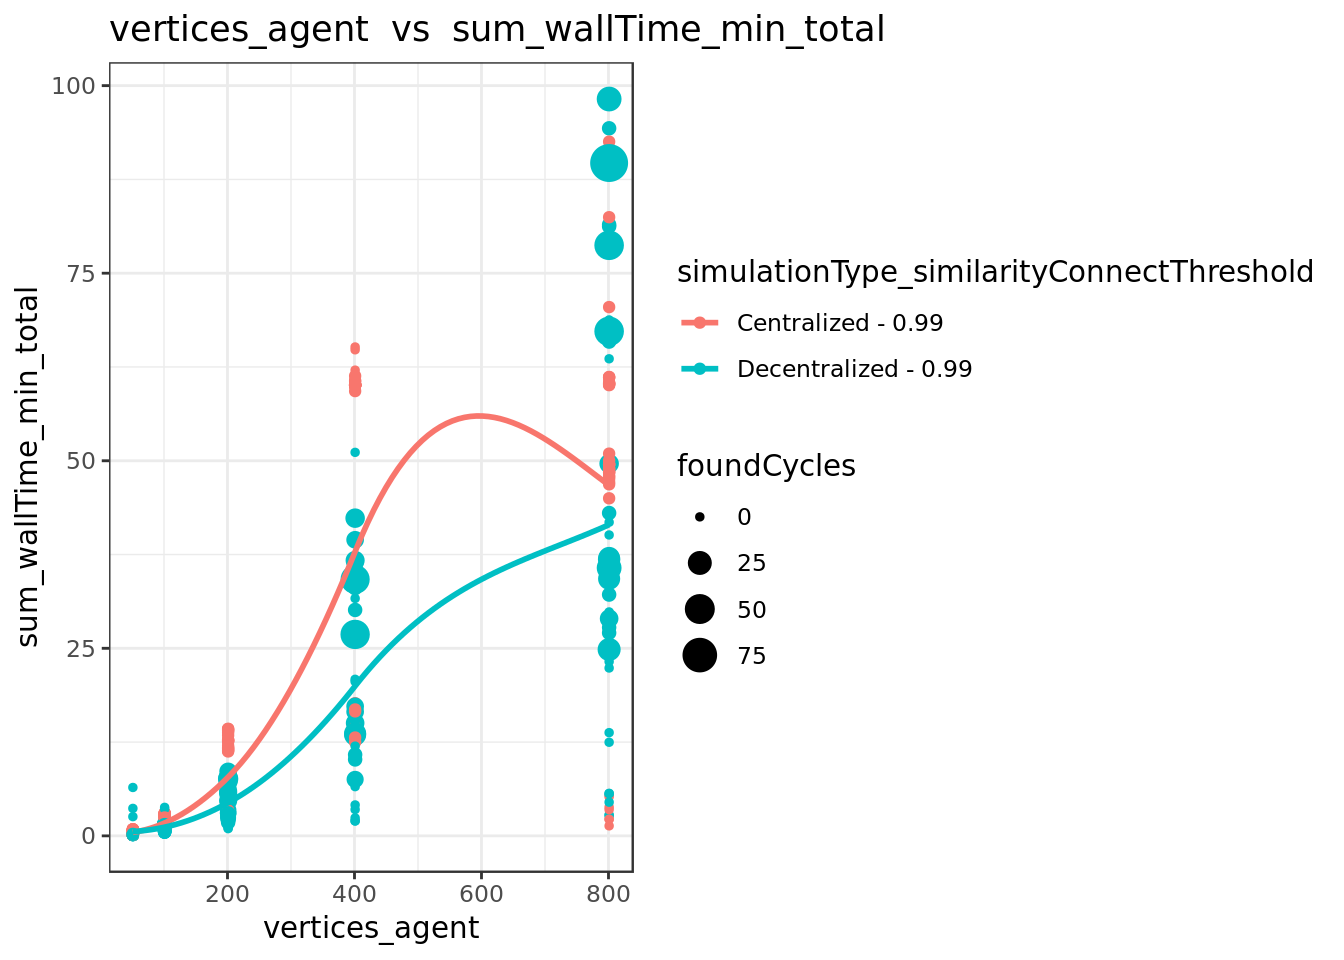 vertices_agent vs sum_wallTime_min_total
100
75
50
25
0
sum_wallTime_min_total
200 400 600 800
vertices_agent
simulationType_similarityConnectThreshold
Centralized - 0.99
Decentralized - 0.99
foundCycles
0
25
50
75